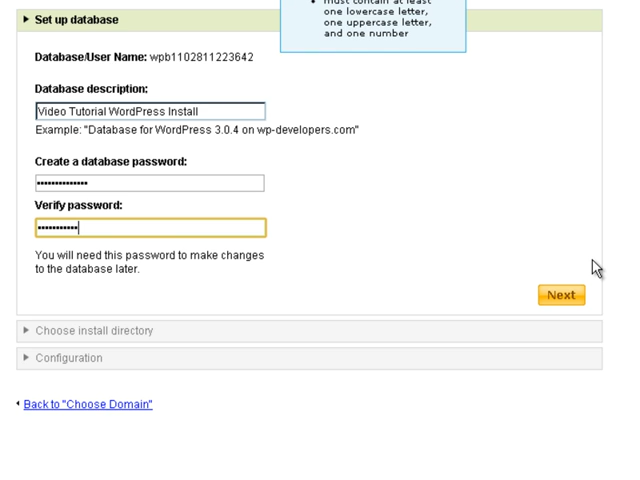 • must contain at least
one lowercase letter,
one uppercase letter,
and one number
Set up database
Database/User Name: wpb1102811223642
Database description:
Video Tutorial WordPress Install
Example: "Database for WordPress 3.0.4 on wp-developers.com"
Create a database password:
••••••••••••••
Verify password:
•••••••••••
You will need this password to make changes
to the database later.
Next
Choose install directory
Configuration
Back to "Choose Domain"